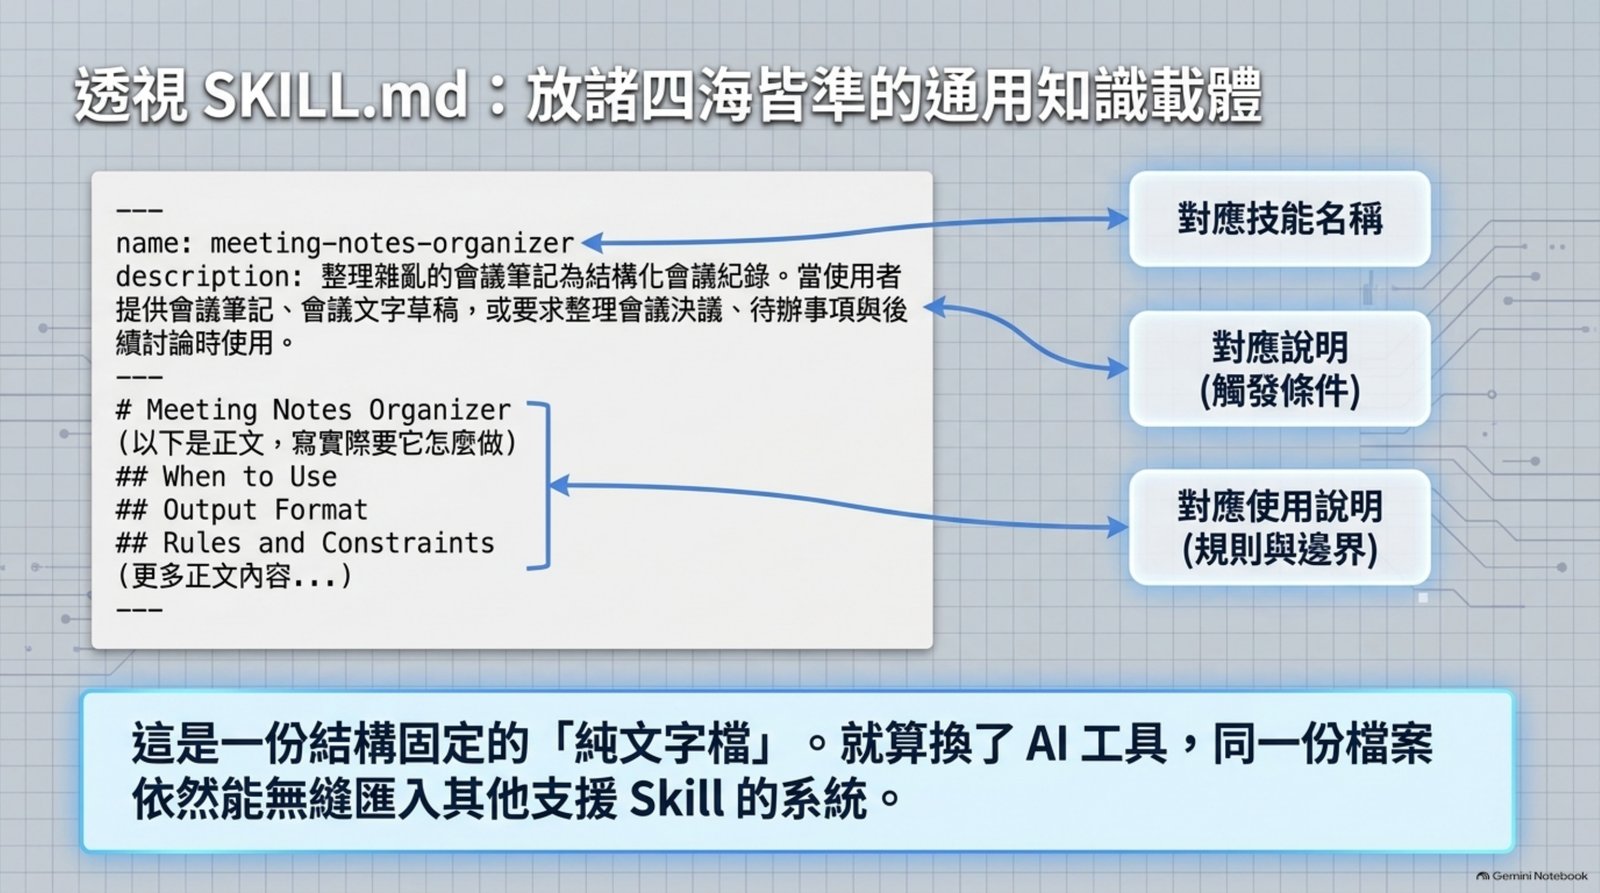 透視 SKILL.md：放諸四海皆準的通用知識載體
---
name: meeting-notes-organizer
description: 整理雜亂的會議筆記為結構化會議紀錄。當使用者
提供會議筆記、會議文字草稿，或要求整理會議決議、待辦事項與後
續討論時使用。
---
# Meeting Notes Organizer
(以下是正文，寫實際要它怎麼做)
## When to Use
## Output Format
## Rules and Constraints
(更多正文內容...)
---
對應技能名稱
對應說明
(觸發條件)
對應使用說明
(規則與邊界)
這是一份結構固定的「純文字檔」。就算換了 AI 工具，同一份檔案
依然能無縫匯入其他支援 Skill 的系統。
Gemini Notebook